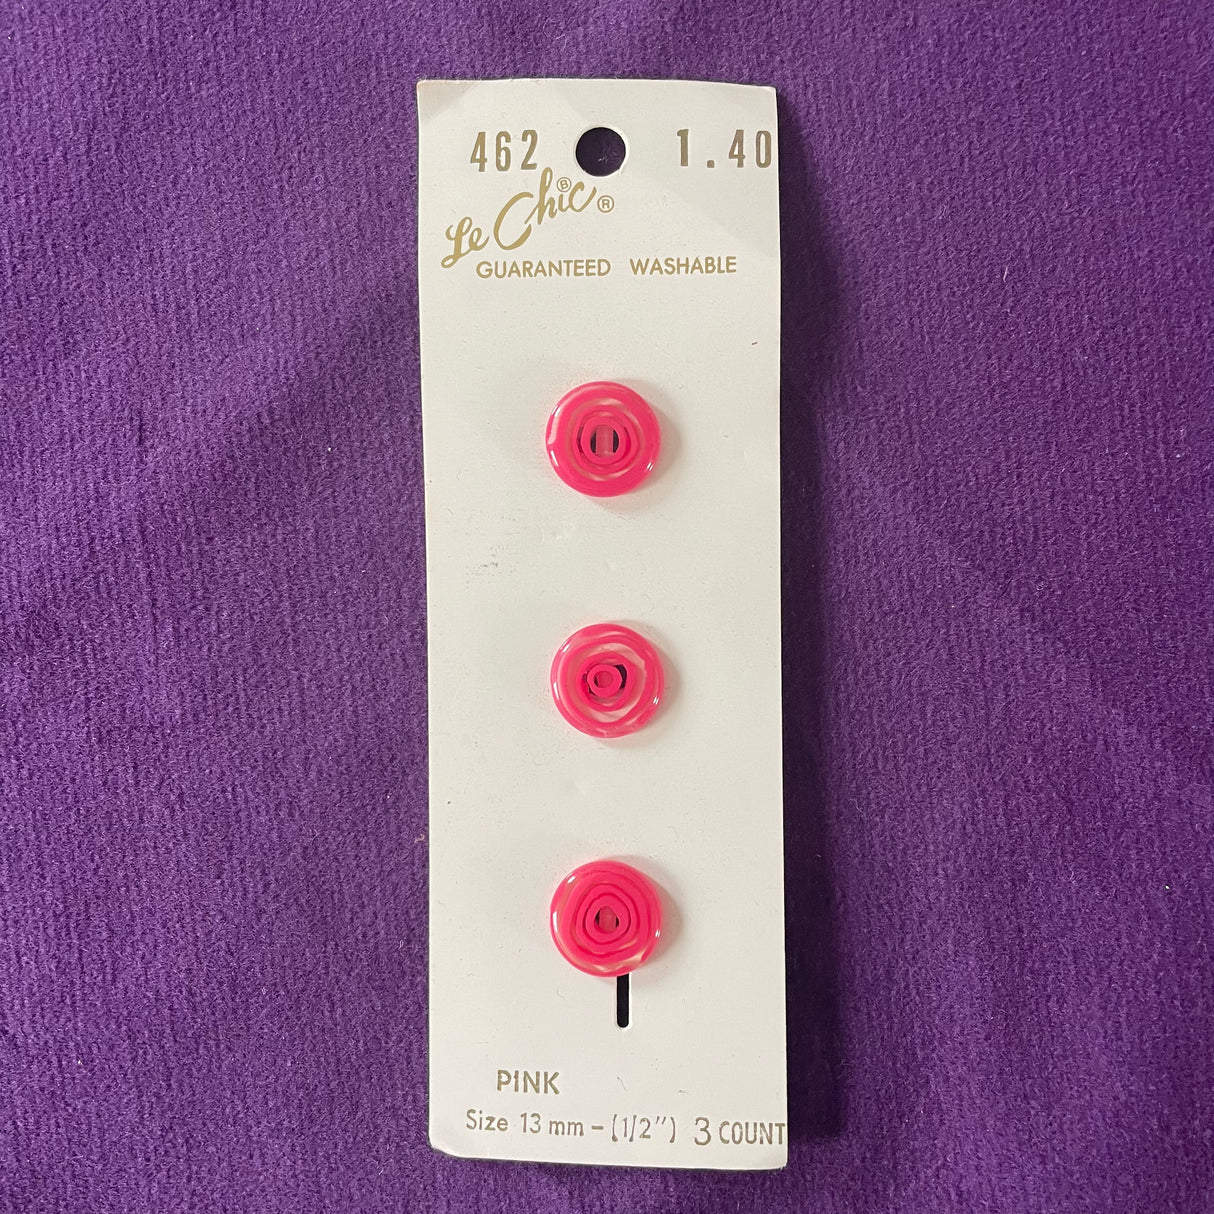 462 1.40
Le Chic® ®
GUARANTEED WASHABLE
PINK
Size 13 mm – (1/2") 3 COUNT